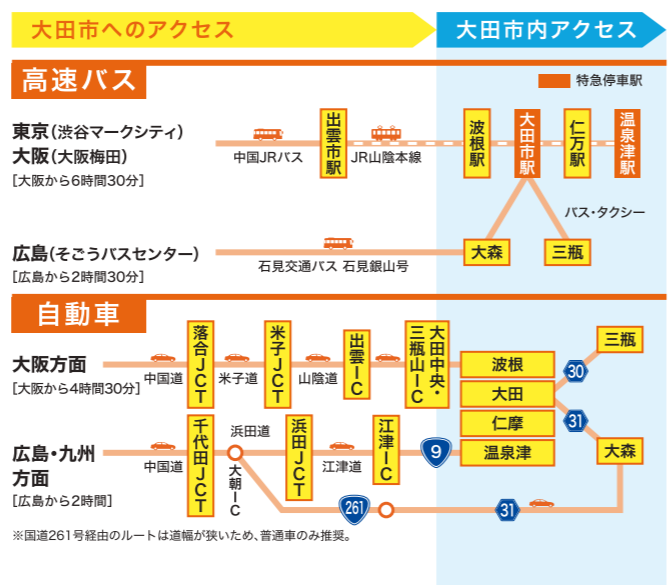 大田市へのアクセス
大田市内アクセス
高速バス
特急停車駅
東京（渋谷マークシティ）
大阪（大阪梅田）
［大阪から6時間30分］
中国JRバス
出雲市駅
JR山陰本線
波根駅
大田市駅
仁万駅
温泉津駅
バス・タクシー
広島（そごうバスセンター）
［広島から2時間30分］
石見交通バス 石見銀山号
大森
三瓶
自動車
大阪方面
［大阪から4時間30分］
中国道
落合JCT
米子道
米子JCT
山陰道
出雲IC
大田中央・
三瓶山IC
波根
大田
仁摩
温泉津
30
三瓶
31
大森
広島・九州
方面
［広島から2時間］
中国道
千代田JCT
浜田道
大朝IC
浜田JCT
江津道
江津IC
9
261
31
※国道261号経由のルートは道幅が狭いため、普通車のみ推奨。